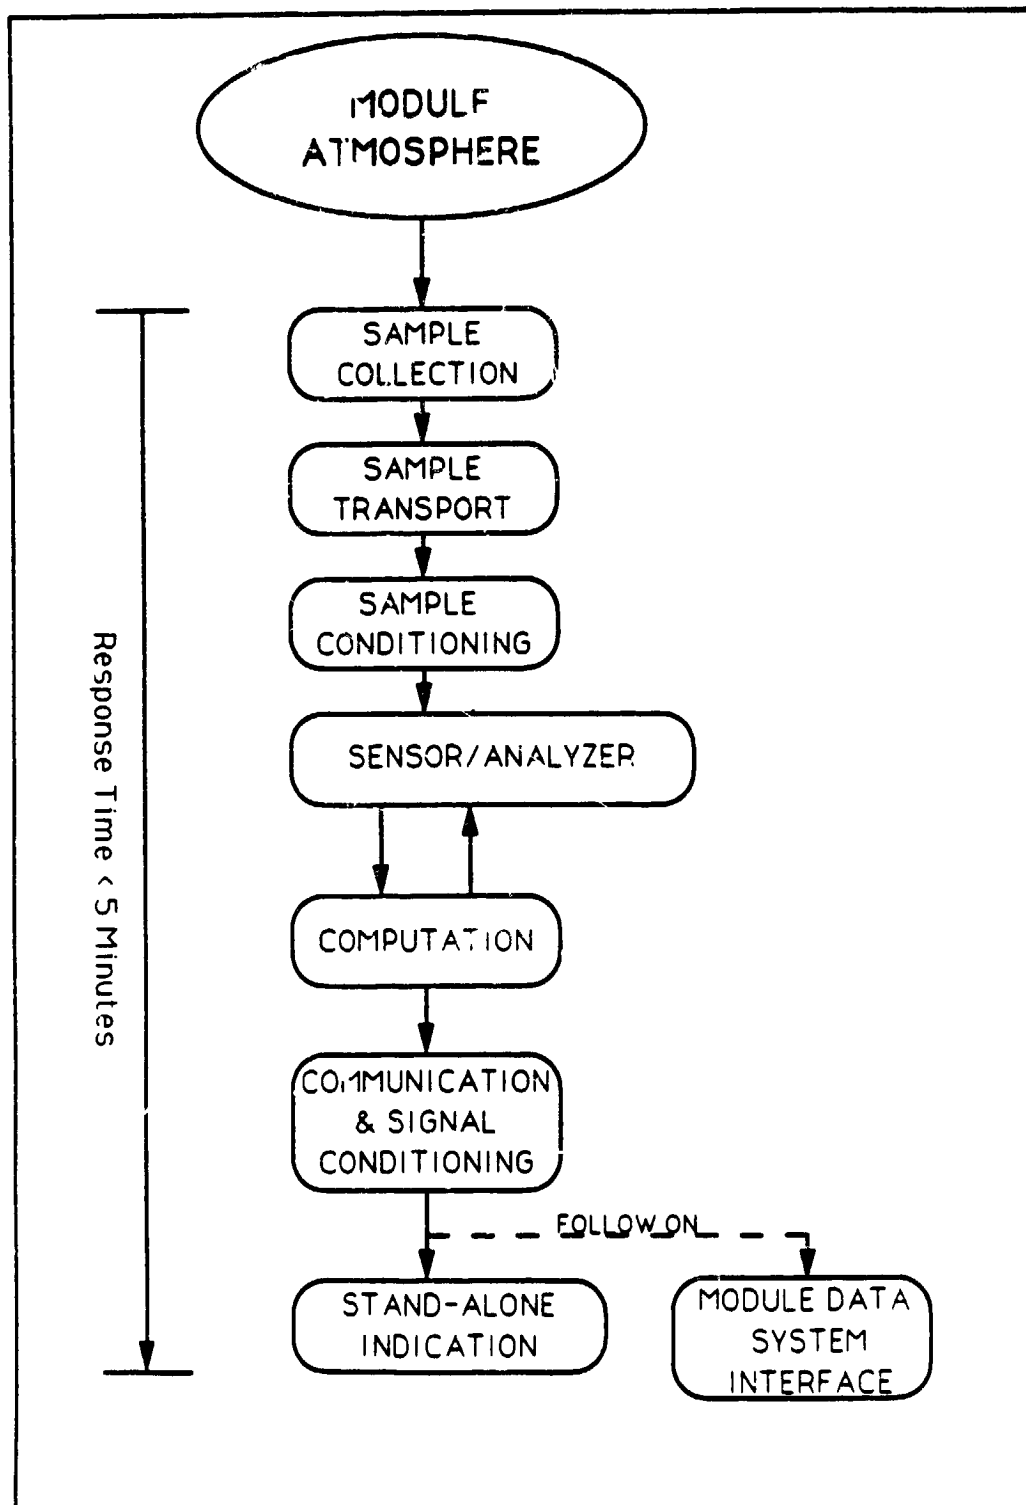 MODULE
ATMOSPHERE
SAMPLE
COLLECTION
SAMPLE
TRANSPORT
SAMPLE
CONDITIONING
SENSOR/ANALYZER
COMPUTATION
COMMUNICATION
& SIGNAL
CONDITIONING
FOLLOW ON
STAND-ALONE
INDICATION
MODULE DATA
SYSTEM
INTERFACE
Response Time < 5 Minutes